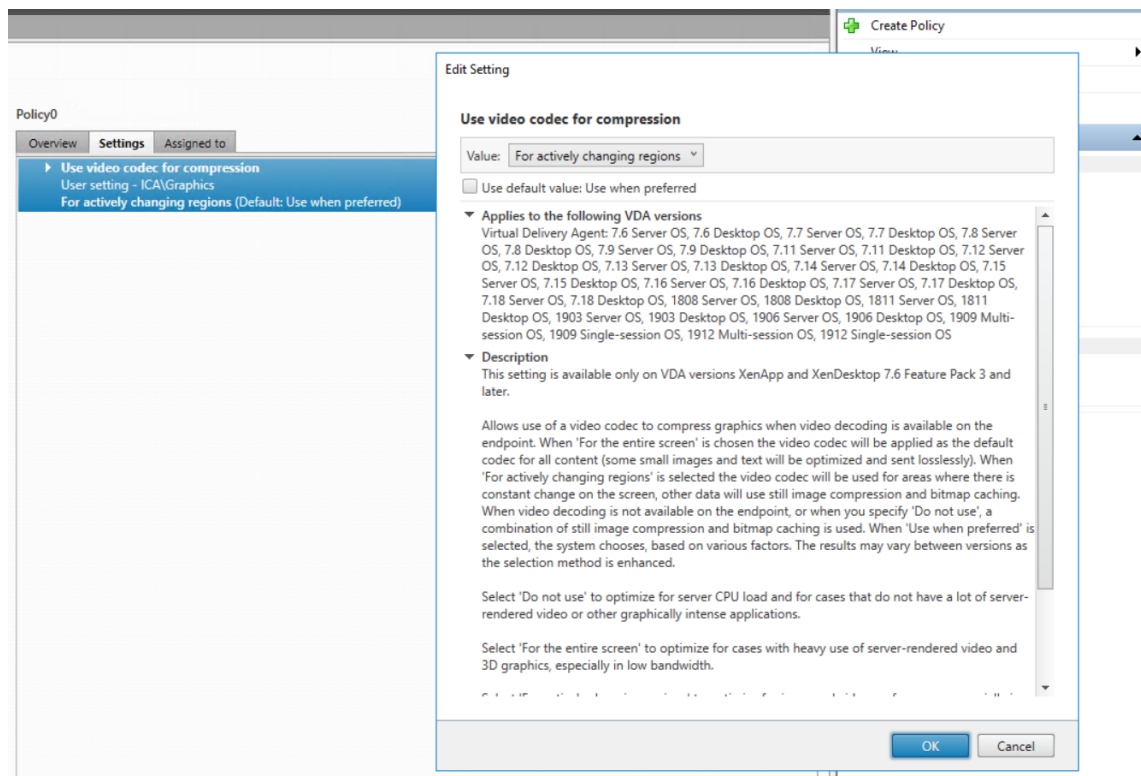 Create Policy
View
Edit Setting
Policy0
Overview Settings Assigned to
Use video codec for compression
User setting - ICA\Graphics
For actively changing regions (Default: Use when preferred)
Use video codec for compression
Value: For actively changing regions
Use default value: Use when preferred
Applies to the following VDA versions
Virtual Delivery Agent: 7.6 Server OS, 7.6 Desktop OS, 7.7 Server OS, 7.7 Desktop OS, 7.8 Server
OS, 7.8 Desktop OS, 7.9 Server OS, 7.9 Desktop OS, 7.11 Server OS, 7.11 Desktop OS, 7.12 Server
OS, 7.12 Desktop OS, 7.13 Server OS, 7.13 Desktop OS, 7.14 Server OS, 7.14 Desktop OS, 7.15
Server OS, 7.15 Desktop OS, 7.16 Server OS, 7.16 Desktop OS, 7.17 Server OS, 7.17 Desktop OS,
7.18 Server OS, 7.18 Desktop OS, 1808 Server OS, 1808 Desktop OS, 1811 Server OS, 1811
Desktop OS, 1903 Server OS, 1903 Desktop OS, 1906 Server OS, 1906 Desktop OS, 1909 Multi-
session OS, 1909 Single-session OS, 1912 Multi-session OS, 1912 Single-session OS
Description
This setting is available only on VDA versions XenApp and XenDesktop 7.6 Feature Pack 3 and
later.
Allows use of a video codec to compress graphics when video decoding is available on the
endpoint. When 'For the entire screen' is chosen the video codec will be applied as the default
codec for all content (some small images and text will be optimized and sent losslessly). When
'For actively changing regions' is selected the video codec will be used for areas where there is
constant change on the screen, other data will use still image compression and bitmap caching.
When video decoding is not available on the endpoint, or when you specify 'Do not use', a
combination of still image compression and bitmap caching is used. When 'Use when preferred' is
selected, the system chooses, based on various factors. The results may vary between versions as
the selection method is enhanced.
Select 'Do not use' to optimize for server CPU load and for cases that do not have a lot of server-
rendered video or other graphically intense applications.
Select 'For the entire screen' to optimize for cases with heavy use of server-rendered video and
3D graphics, especially in low bandwidth.
OK Cancel